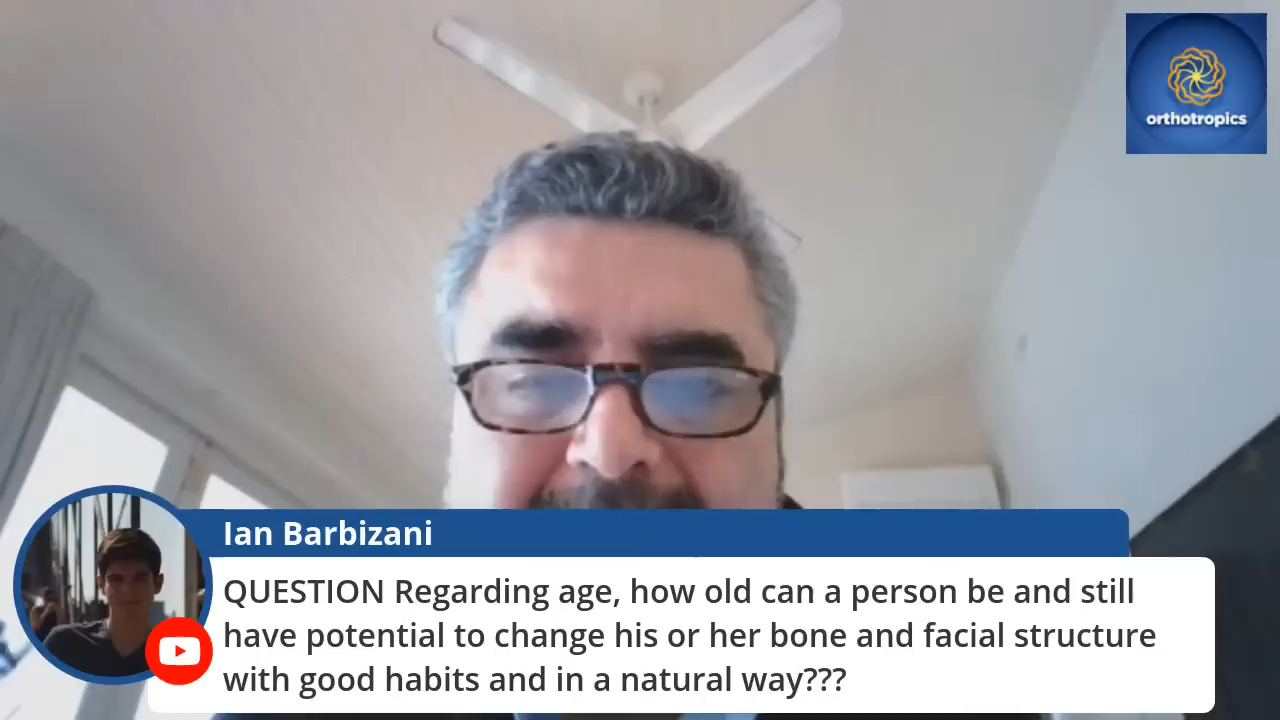 orthotropics
Ian Barbizani
QUESTION Regarding age, how old can a person be and still
have potential to change his or her bone and facial structure
with good habits and in a natural way???